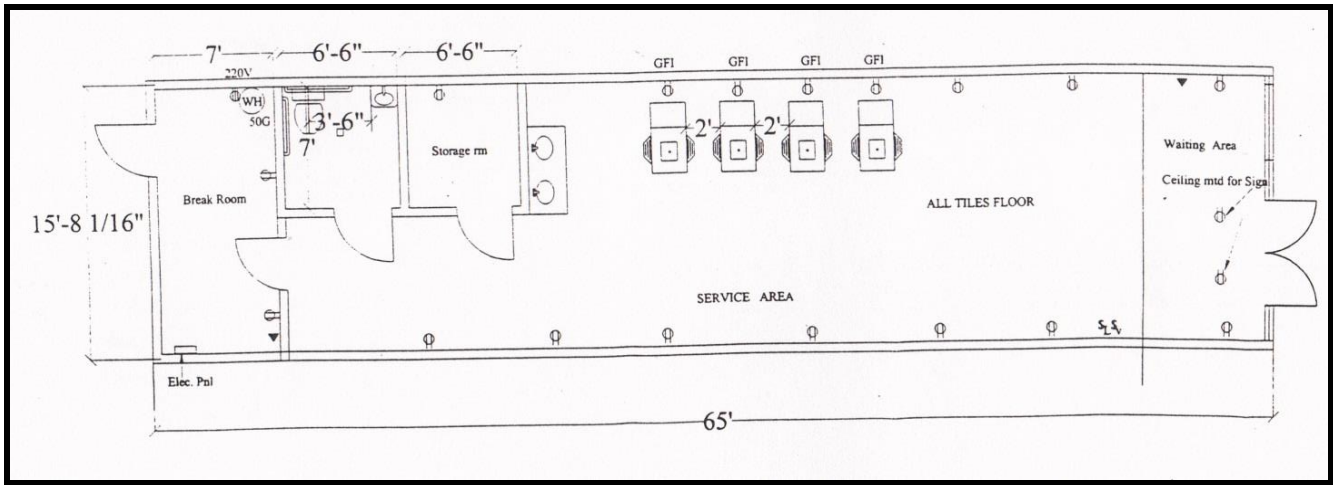 7' 6'-6" 6'-6"
220V
GFI GFI GFI GFI
WH
50G
3'-6"
7'
2' 2'
Storage rm
Waiting Area
Ceiling mtd for Sign
Break Room
ALL TILES FLOOR
15'-8 1/16"
SERVICE AREA
Elec. Pnl
65'